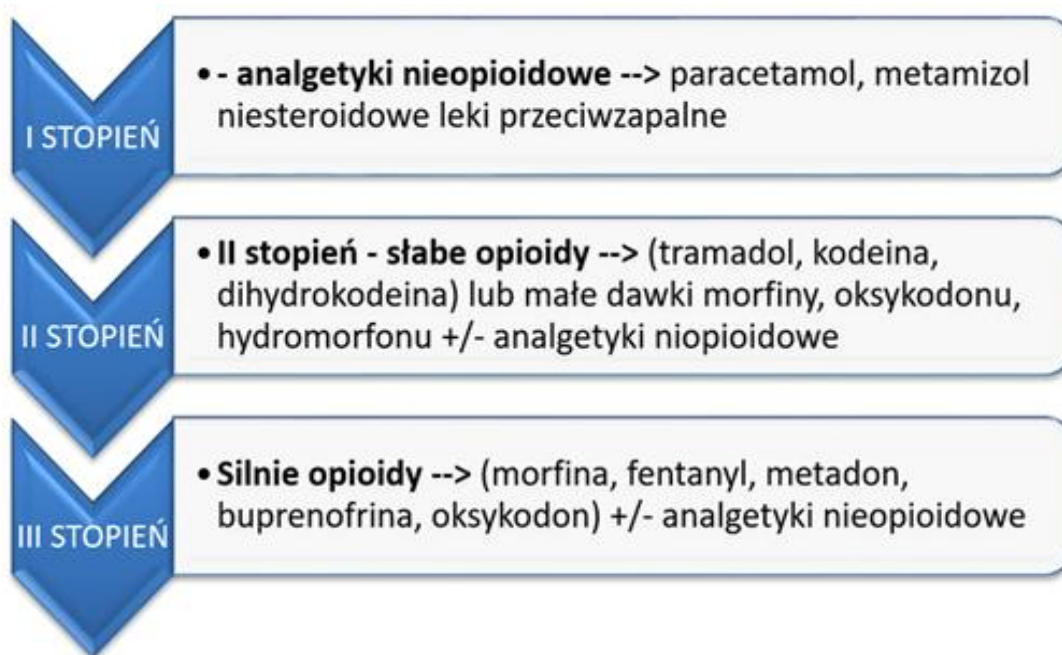 I STOPIEŃ
• - analgetyki nieopioidowe --> paracetamol, metamizol
niesteroidowe leki przeciwzapalne
II STOPIEŃ
• II stopień - słabe opioidy --> (tramadol, kodeina,
dihydrokodeina) lub małe dawki morfiny, oksykodonu,
hydromorfonu +/- analgetyki niopioidowe
III STOPIEŃ
• Silnie opioidy --> (morfina, fentanyl, metadon,
buprenofrina, oksykodon) +/- analgetyki nieopioidowe